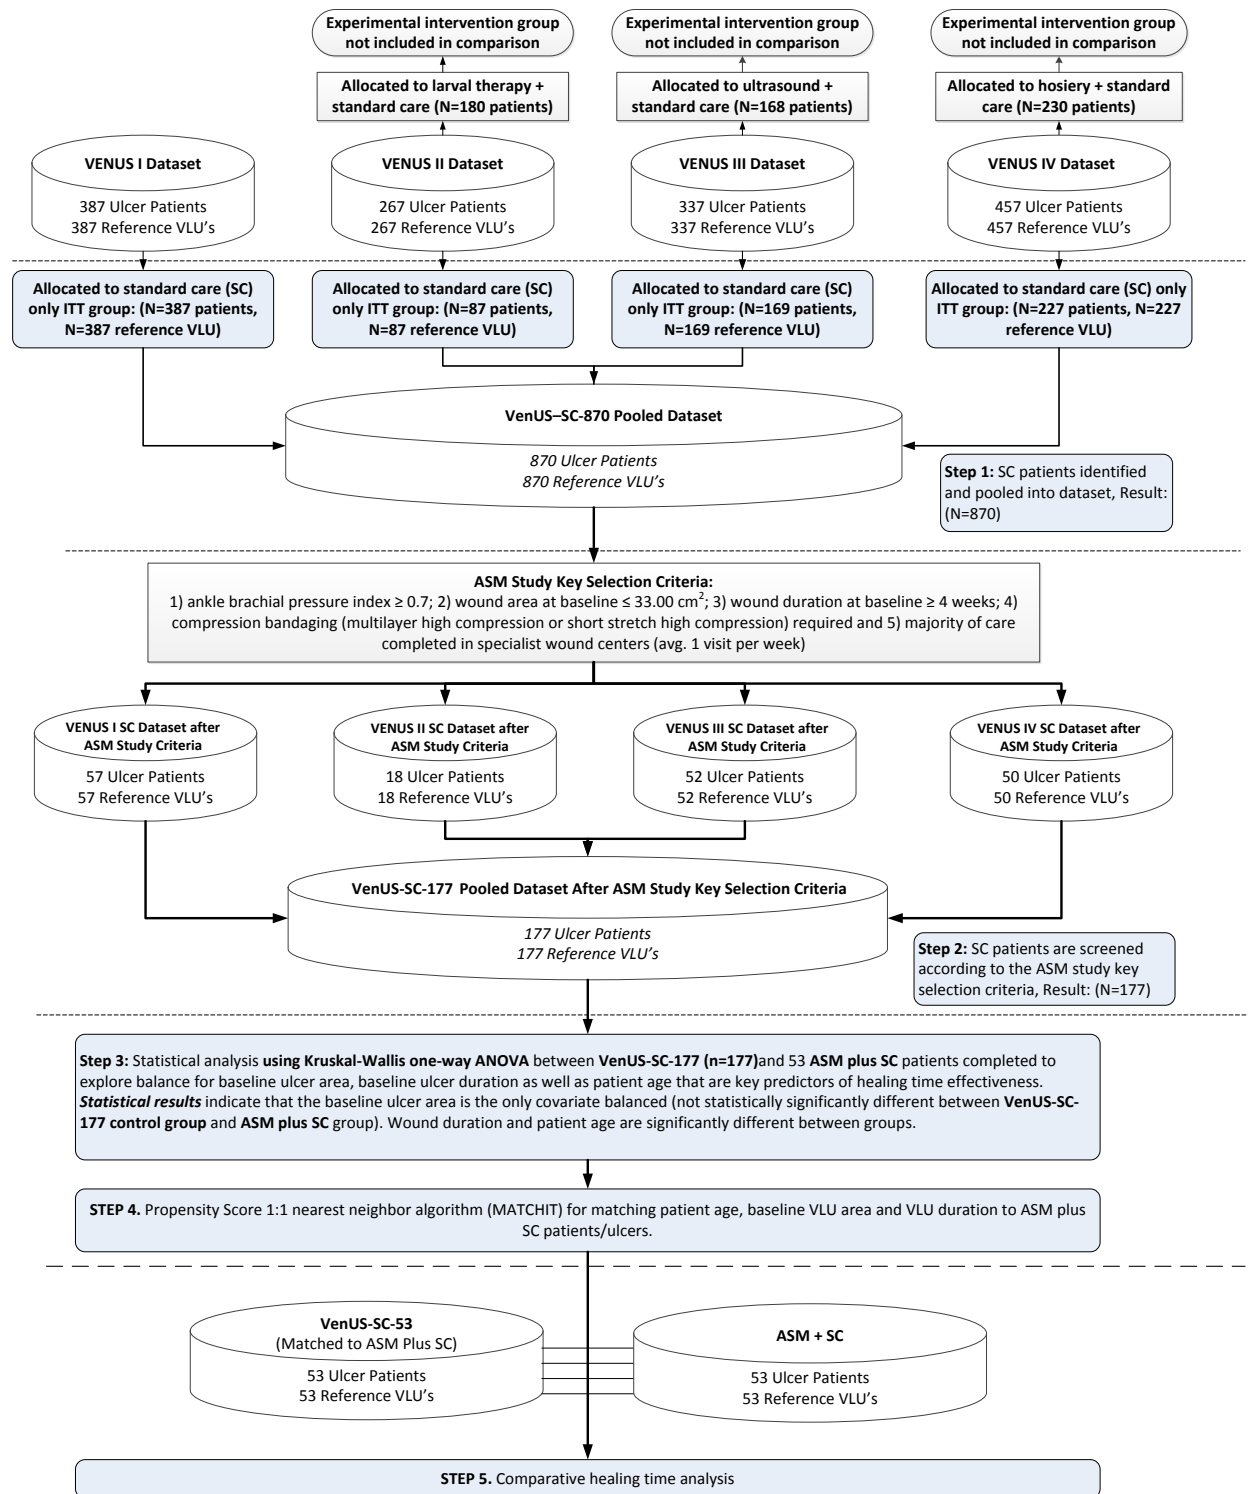 Experimental intervention group
not included in comparison
Experimental intervention group
not included in comparison
Experimental intervention group
not included in comparison
Allocated to larval therapy +
standard care (N=180 patients)
Allocated to ultrasound +
standard care (N=168 patients)
Allocated to hosiery + standard
care (N=230 patients)
VENUS I Dataset
387 Ulcer Patients
387 Reference VLU's
VENUS II Dataset
267 Ulcer Patients
267 Reference VLU's
VENUS III Dataset
337 Ulcer Patients
337 Reference VLU's
VENUS IV Dataset
457 Ulcer Patients
457 Reference VLU's
Allocated to standard care (SC)
only ITT group: (N=387 patients,
N=387 reference VLU)
Allocated to standard care (SC)
only ITT group: (N=87 patients,
N=87 reference VLU)
Allocated to standard care (SC)
only ITT group: (N=169 patients,
N=169 reference VLU)
Allocated to standard care (SC) only
ITT group: (N=227 patients, N=227
reference VLU)
VenUS–SC-870 Pooled Dataset
870 Ulcer Patients
870 Reference VLU's
Step 1: SC patients identified
and pooled into dataset, Result:
(N=870)
ASM Study Key Selection Criteria:
1) ankle brachial pressure index ≥ 0.7; 2) wound area at baseline ≤ 33.00 cm²; 3) wound duration at baseline ≥ 4 weeks; 4)
compression bandaging (multilayer high compression or short stretch high compression) required and 5) majority of care
completed in specialist wound centers (avg. 1 visit per week)
VENUS I SC Dataset after
ASM Study Criteria
57 Ulcer Patients
57 Reference VLU's
VENUS II SC Dataset after
ASM Study Criteria
18 Ulcer Patients
18 Reference VLU's
VENUS III SC Dataset after
ASM Study Criteria
52 Ulcer Patients
52 Reference VLU's
VENUS IV SC Dataset after
ASM Study Criteria
50 Ulcer Patients
50 Reference VLU's
VenUS-SC-177 Pooled Dataset After ASM Study Key Selection Criteria
177 Ulcer Patients
177 Reference VLU's
Step 2: SC patients are screened
according to the ASM study key
selection criteria, Result: (N=177)
Step 3: Statistical analysis using Kruskal-Wallis one-way ANOVA between VenUS-SC-177 (n=177)and 53 ASM plus SC patients completed to
explore balance for baseline ulcer area, baseline ulcer duration as well as patient age that are key predictors of healing time effectiveness.
Statistical results indicate that the baseline ulcer area is the only covariate balanced (not statistically significantly different between VenUS-SC-
177 control group and ASM plus SC group). Wound duration and patient age are significantly different between groups.
STEP 4. Propensity Score 1:1 nearest neighbor algorithm (MATCHIT) for matching patient age, baseline VLU area and VLU duration to ASM plus
SC patients/ulcers.
VenUS-SC-53
(Matched to ASM Plus SC)
53 Ulcer Patients
53 Reference VLU's
ASM + SC
53 Ulcer Patients
53 Reference VLU's
STEP 5. Comparative healing time analysis